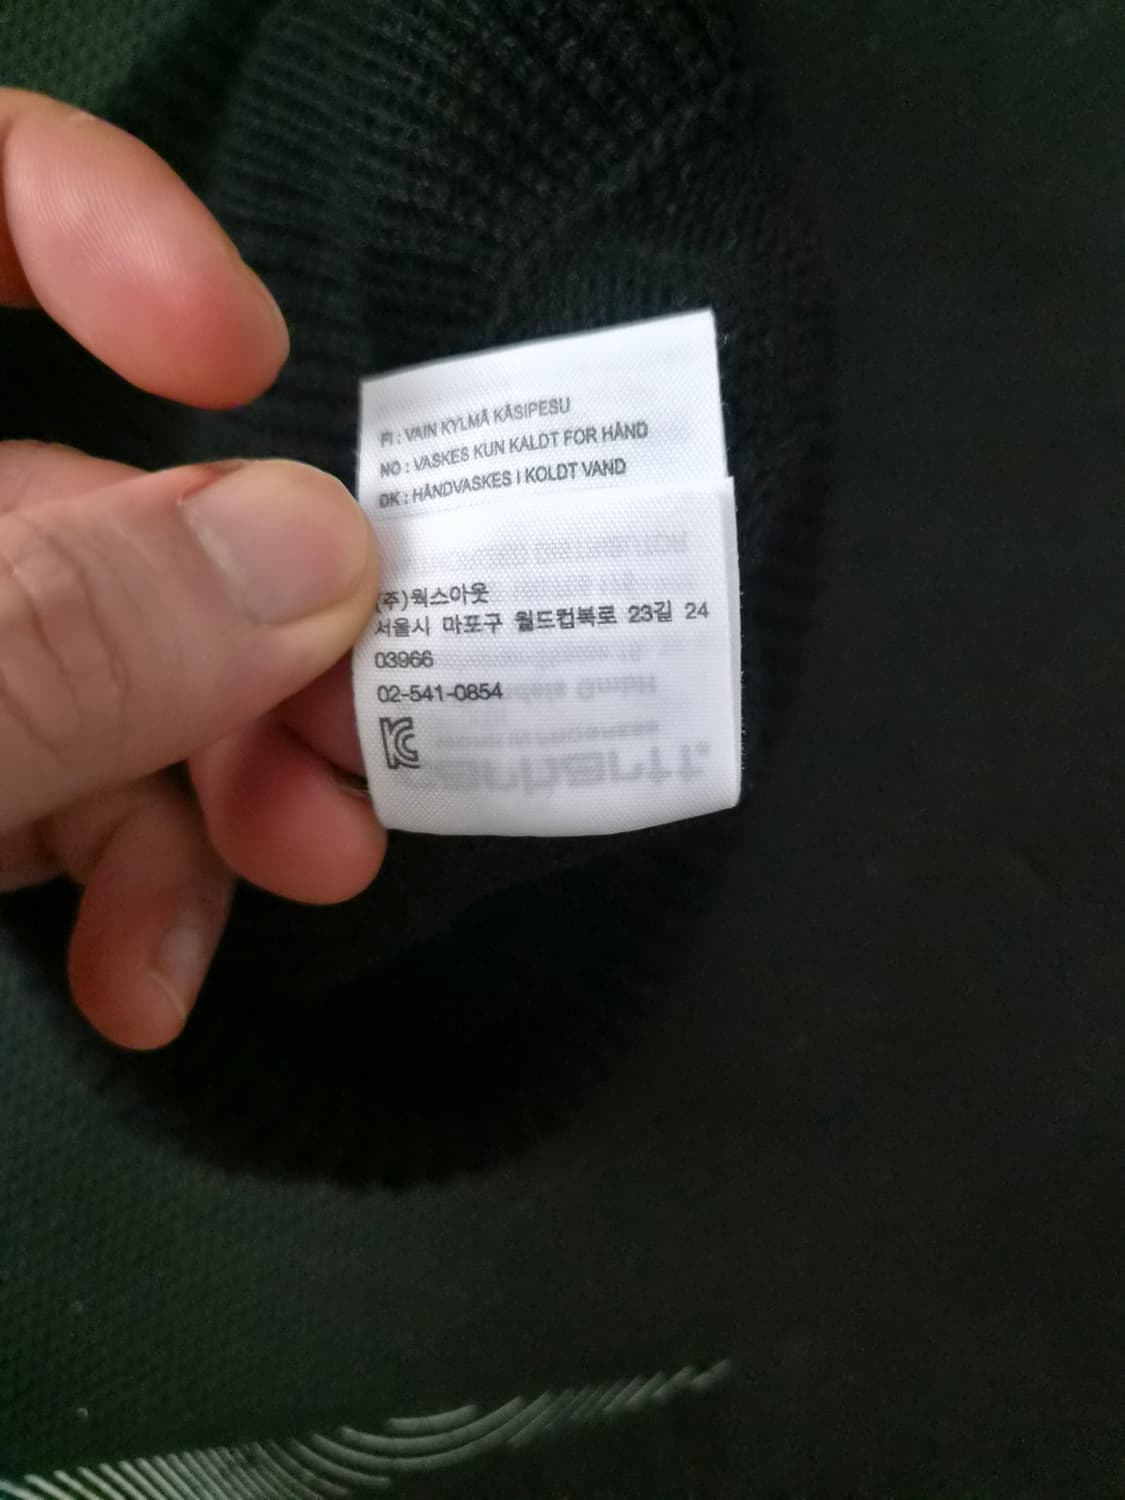 FI : VAIN KYLMÄ KÄSIPESU
NO : VASKES KUN KALDT FOR HÅND
DK : HÅNDVASKES I KOLDT VAND
(주)웍스아웃
서울시 마포구 월드컵북로 23길 24
03966
02-541-0854